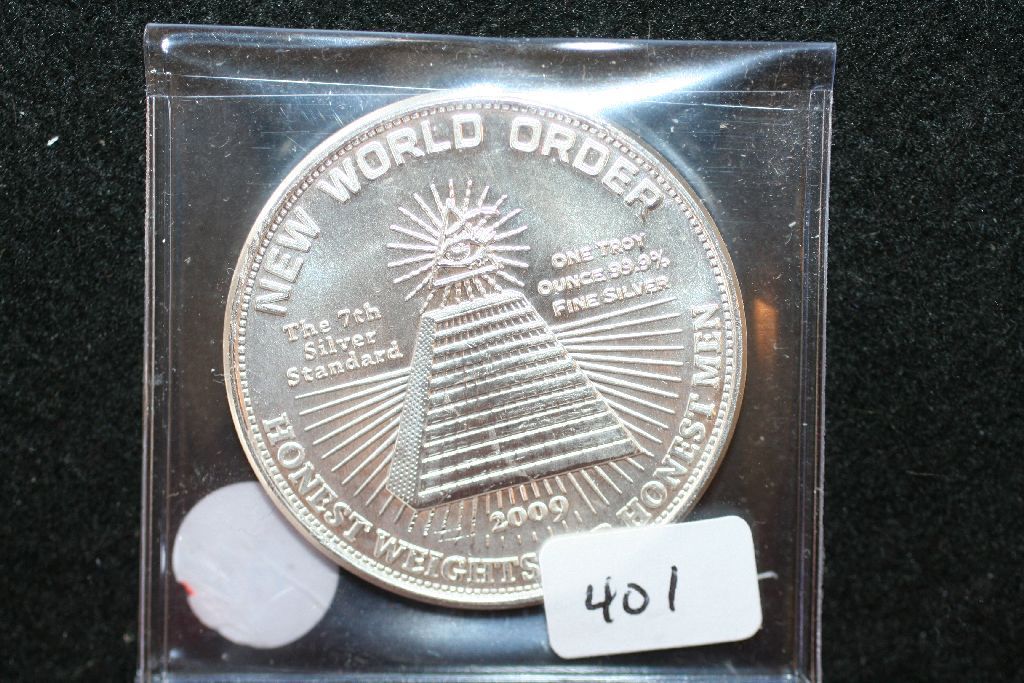 NEW WORLD ORDER
ONE TROY
OUNCE 99.9%
FINE SILVER
The 7th
Silver
Standard
2009
HONEST WEIGHTS HONEST MEN
401